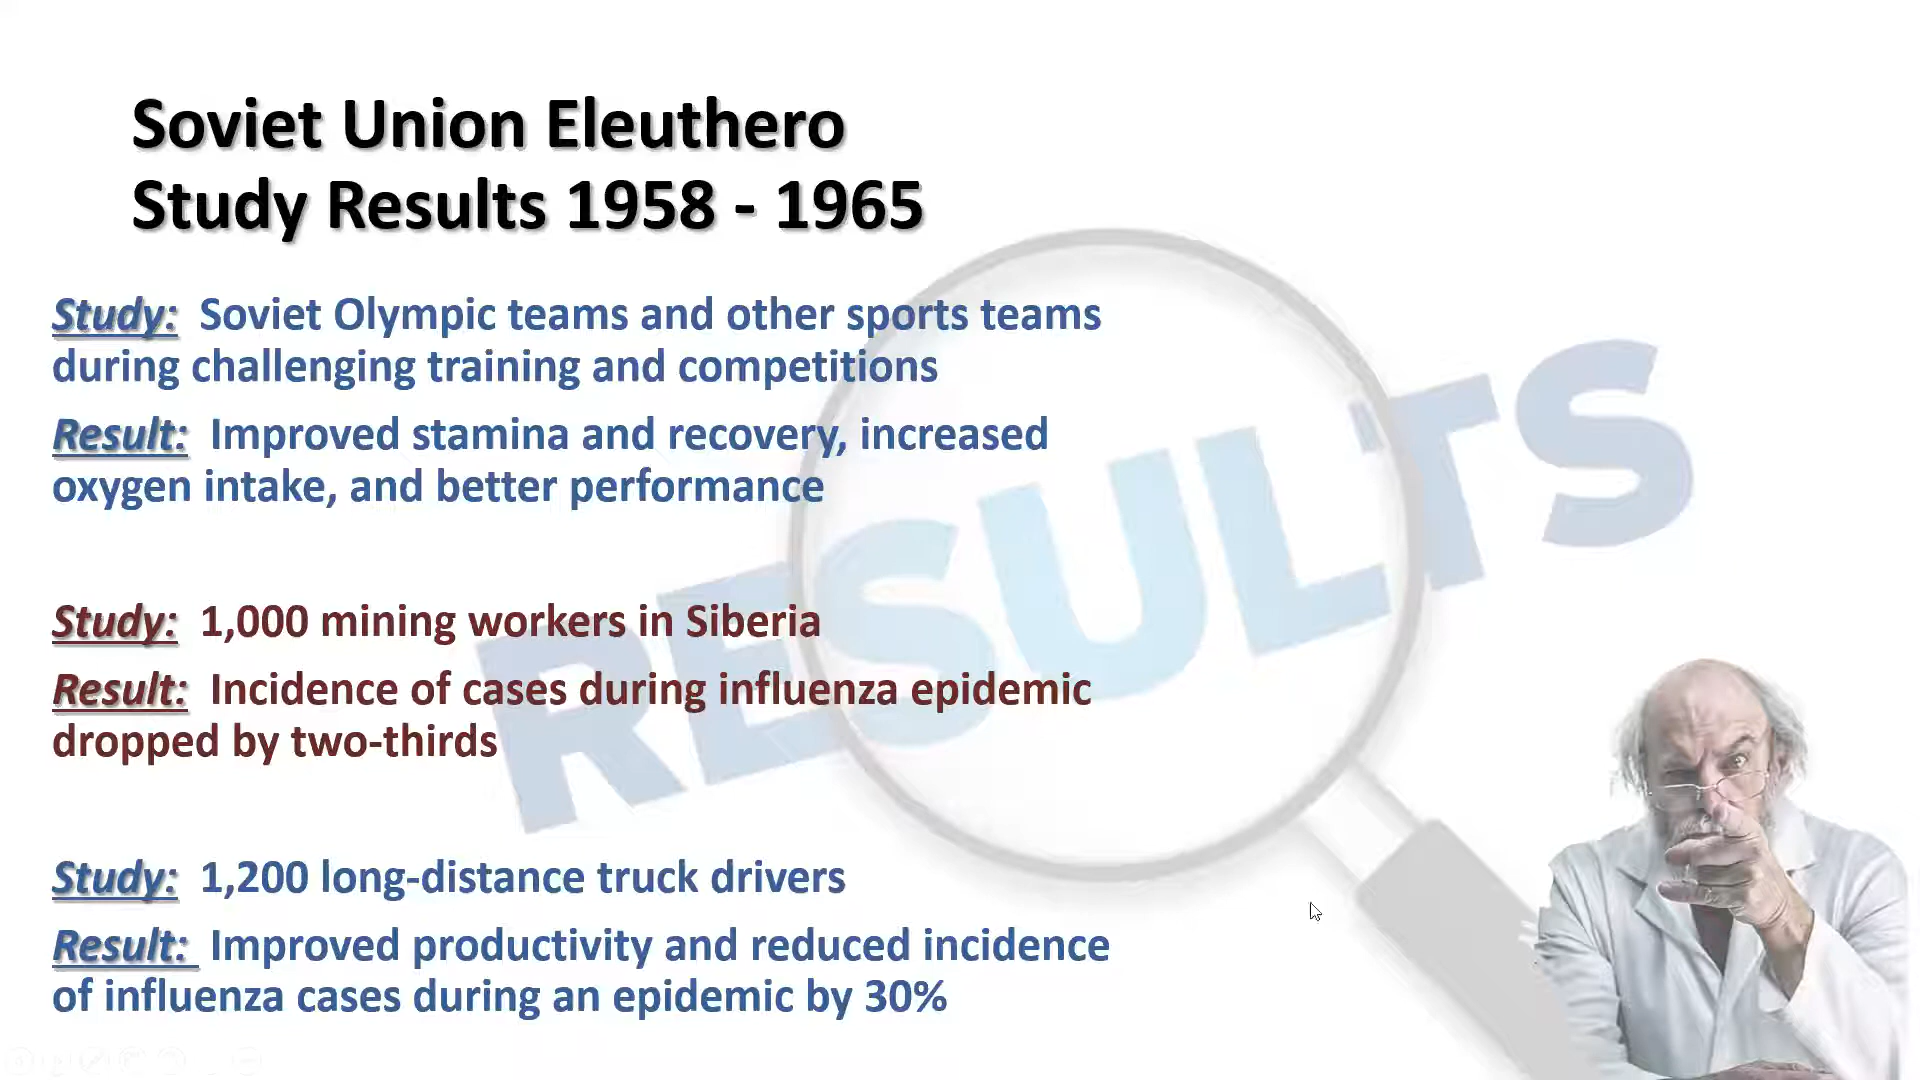 Soviet Union Eleuthero
Study Results 1958 - 1965
Study: Soviet Olympic teams and other sports teams
during challenging training and competitions
Result: Improved stamina and recovery, increased
oxygen intake, and better performance
RESULTS
Study: 1,000 mining workers in Siberia
Result: Incidence of cases during influenza epidemic
dropped by two-thirds
Study: 1,200 long-distance truck drivers
Result: Improved productivity and reduced incidence
of influenza cases during an epidemic by 30%